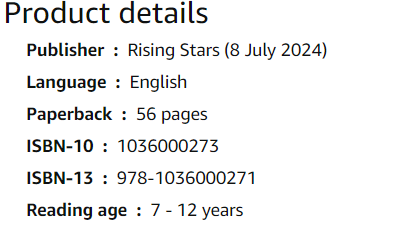 Product details
Publisher : Rising Stars (8 July 2024)
Language : English
Paperback : 56 pages
ISBN-10 : 1036000273
ISBN-13 : 978-1036000271
Reading age : 7 - 12 years